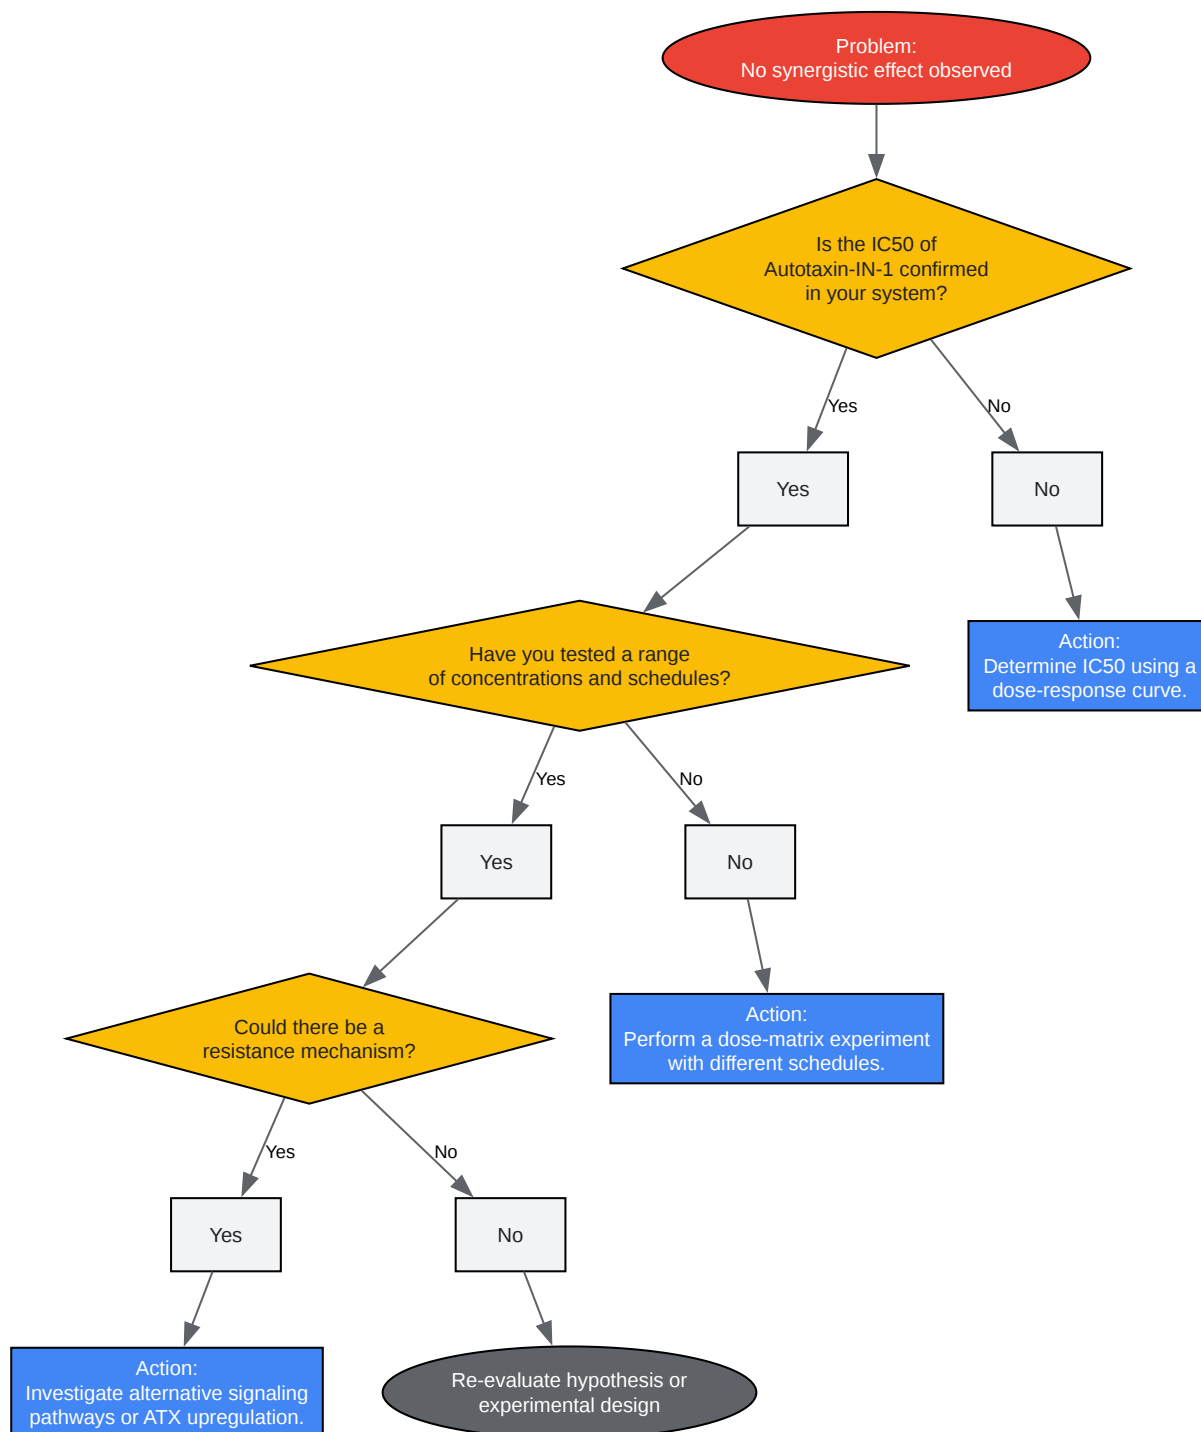 Problem:
No synergistic effect observed
Is the IC50 of
Autotaxin-IN-1 confirmed
in your system?
Yes
No
Yes
No
Action:
Determine IC50 using a
dose-response curve.
Have you tested a range
of concentrations and schedules?
Yes
No
Yes
No
Action:
Perform a dose-matrix experiment
with different schedules.
Could there be a
resistance mechanism?
Yes
No
Yes
No
Action:
Investigate alternative signaling
pathways or ATX upregulation.
Re-evaluate hypothesis or
experimental design